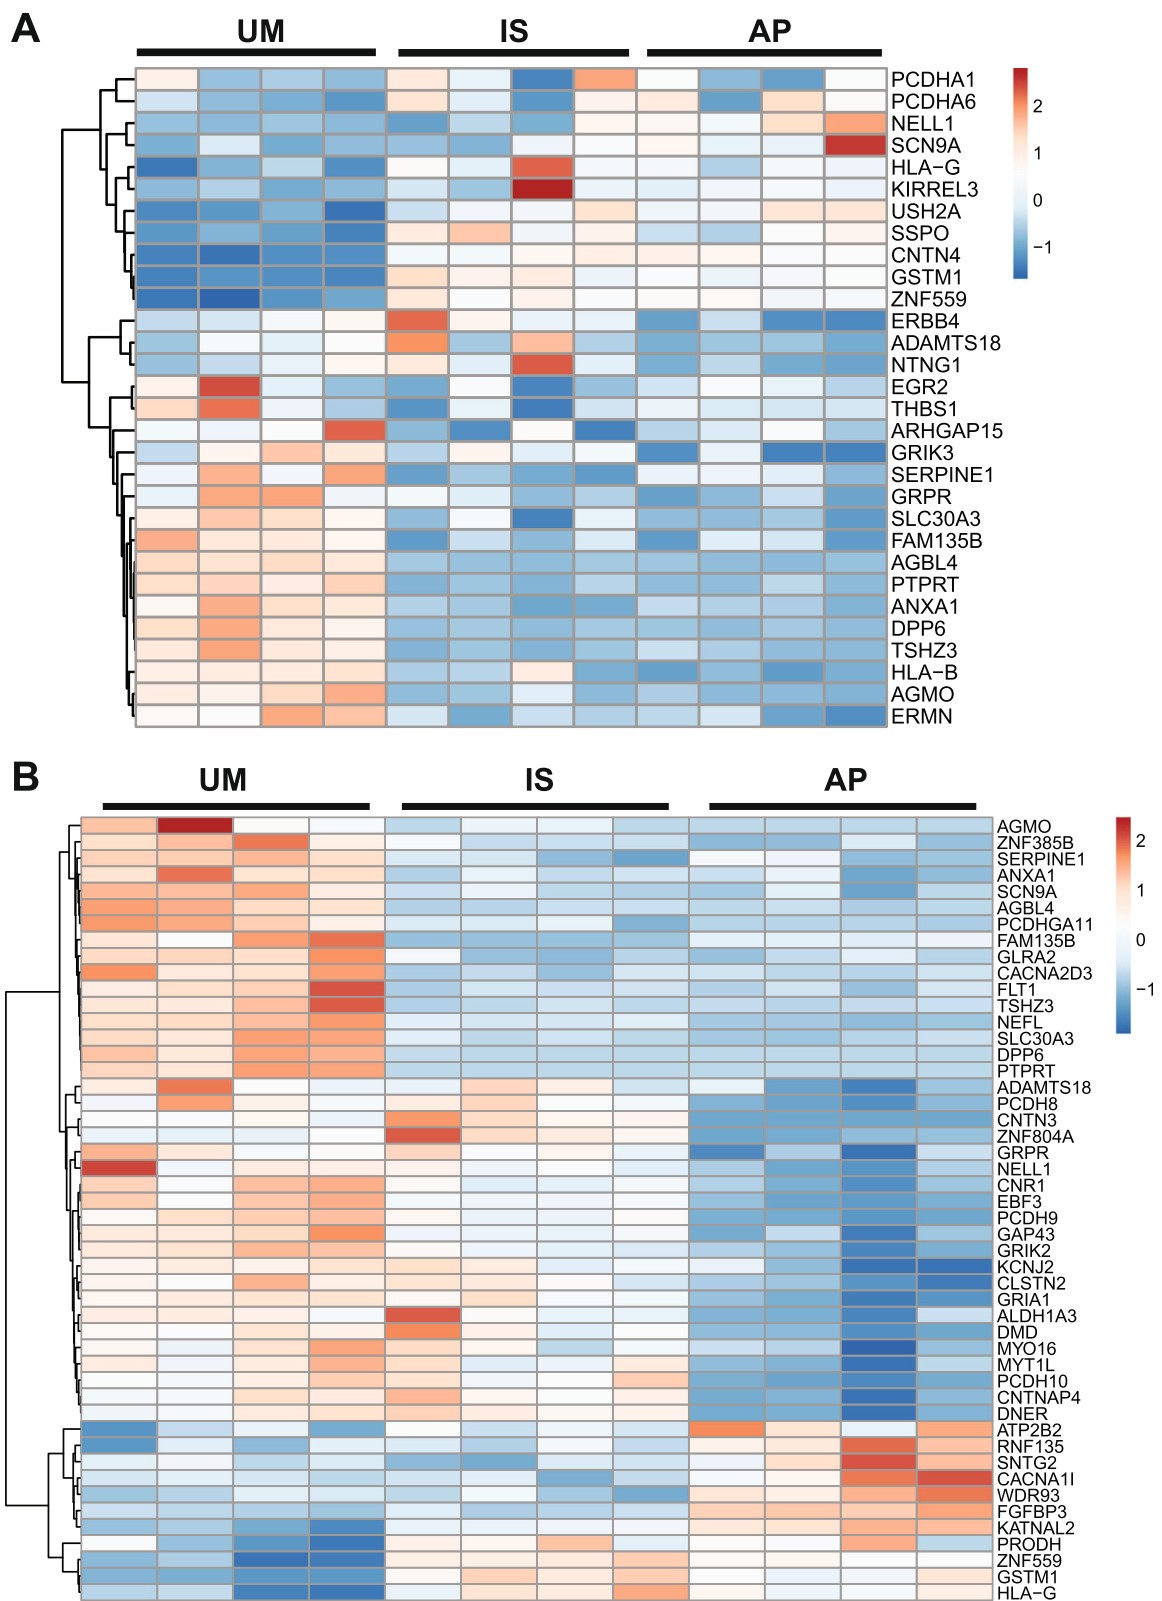 A
UM IS AP
PCDHA1
PCDHA6
NELL1
SCN9A
HLA−G
KIRREL3
USH2A
SSPO
CNTN4
GSTM1
ZNF559
ERBB4
ADAMTS18
NTNG1
EGR2
THBS1
ARHGAP15
GRIK3
SERPINE1
GRPR
SLC30A3
FAM135B
AGBL4
PTPRT
ANXA1
DPP6
TSHZ3
HLA−B
AGMO
ERMN
2
1
0
−1
B
UM IS AP
AGMO
ZNF385B
SERPINE1
ANXA1
SCN9A
AGBL4
PCDHGA11
FAM135B
GLRA2
CACNA2D3
FLT1
TSHZ3
NEFL
SLC30A3
DPP6
PTPRT
ADAMTS18
PCDH8
CNTN3
ZNF804A
GRPR
NELL1
CNR1
EBF3
PCDH9
GAP43
GRIK2
KCNJ2
CLSTN2
GRIA1
ALDH1A3
DMD
MYO16
MYT1L
PCDH10
CNTNAP4
DNER
ATP2B2
RNF135
SNTG2
CACNA1I
WDR93
FGFBP3
KATNAL2
PRODH
ZNF559
GSTM1
HLA−G
2
1
0
−1